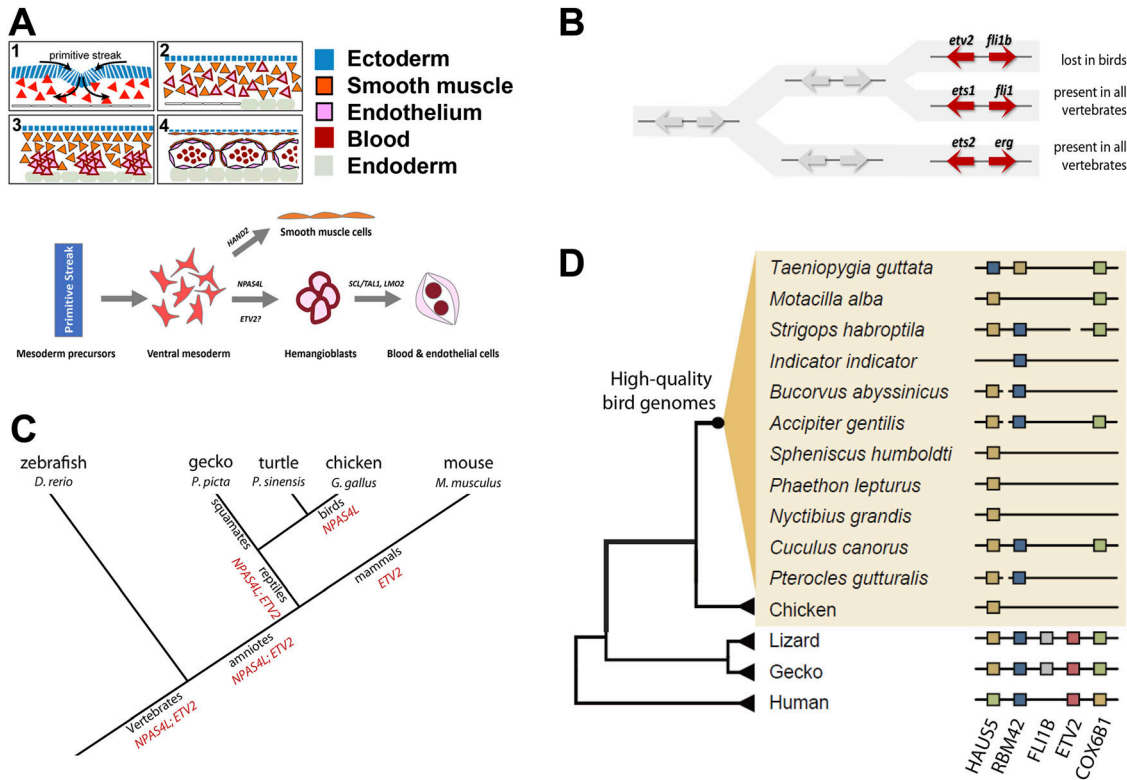 A
1
primitive streak
2
3
4
Ectoderm
Smooth muscle
Endothelium
Blood
Endoderm
Primitive Streak
HAND2
Smooth muscle cells
NPAS4L
ETV2?
SCL/TAL1, LMO2
Mesoderm precursors
Ventral mesoderm
Hemangioblasts
Blood & endothelial cells
B
etv2 fli1b
lost in birds
ets1 fli1
present in all
vertebrates
ets2 erg
present in all
vertebrates
C
zebrafish
D. rerio
gecko
P. picta
turtle
P. sinensis
chicken
G. gallus
mouse
M. musculus
squamates
birds
NPAS4L
reptiles
NPAS4L; ETV2
mammals
ETV2
amniotes
NPAS4L; ETV2
Vertebrates
NPAS4L; ETV2
D
High-quality
bird genomes
Taeniopygia guttata
Motacilla alba
Strigops habroptila
Indicator indicator
Bucorvus abyssinicus
Accipiter gentilis
Spheniscus humboldti
Phaethon lepturus
Nyctibius grandis
Cuculus canorus
Pterocles gutturalis
Chicken
Lizard
Gecko
Human
HAUS5
RBM42
FLI1B
ETV2
COX6B1